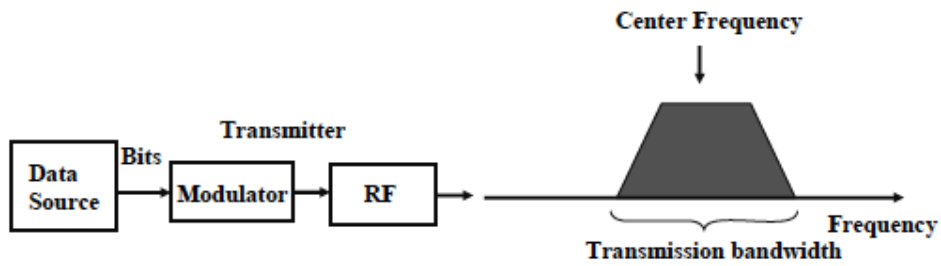 Center Frequency
Transmitter
Bits
Data
Source
Modulator
RF
Frequency
Transmission bandwidth